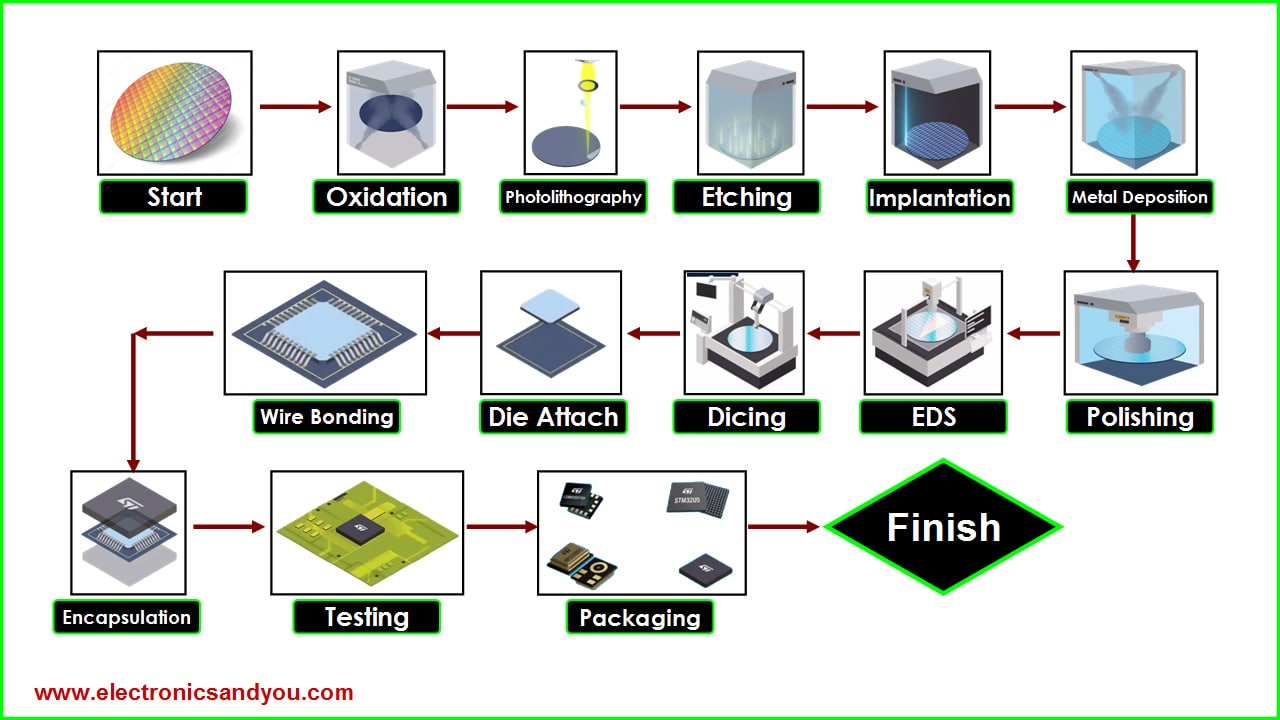 Start
Oxidation
Photolithography
Etching
Implantation
Metal Deposition
Polishing
EDS
Dicing
Die Attach
Wire Bonding
Encapsulation
Testing
STM32U5
Packaging
Finish
www.electronicsandyou.com